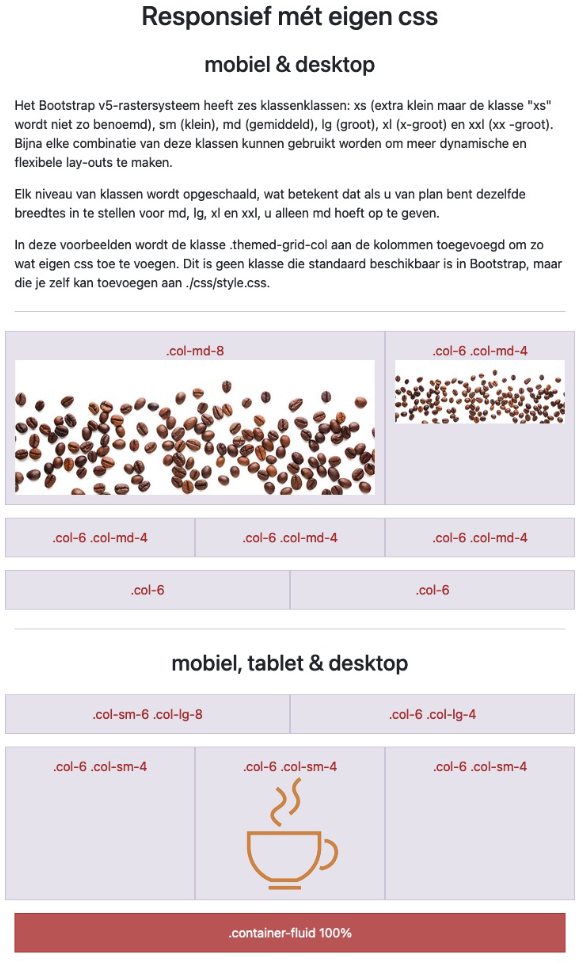 Responsief mét eigen css
mobiel & desktop
Het Bootstrap v5-rastersysteem heeft zes klassenklassen: xs (extra klein maar de klasse "xs"
wordt niet zo benoemd), sm (klein), md (gemiddeld), lg (groot), xl (x-groot) en xxl (xx -groot).
Bijna elke combinatie van deze klassen kunnen gebruikt worden om meer dynamische en
flexibele lay-outs te maken.
Elk niveau van klassen wordt opgeschaald, wat betekent dat als u van plan bent dezelfde
breedtes in te stellen voor md, lg, xl en xxl, u alleen md hoeft op te geven.
In deze voorbeelden wordt de klasse .themed-grid-col aan de kolommen toegevoegd om zo
wat eigen css toe te voegen. Dit is geen klasse die standaard beschikbaar is in Bootstrap, maar
die je zelf kan toevoegen aan ./css/style.css.
.col-md-8
.col-6 .col-md-4
.col-6 .col-md-4
.col-6 .col-md-4
.col-6 .col-md-4
.col-6
.col-6
mobiel, tablet & desktop
.col-sm-6 .col-lg-8
.col-6 .col-lg-4
.col-6 .col-sm-4
.col-6 .col-sm-4
.col-6 .col-sm-4
.container-fluid 100%